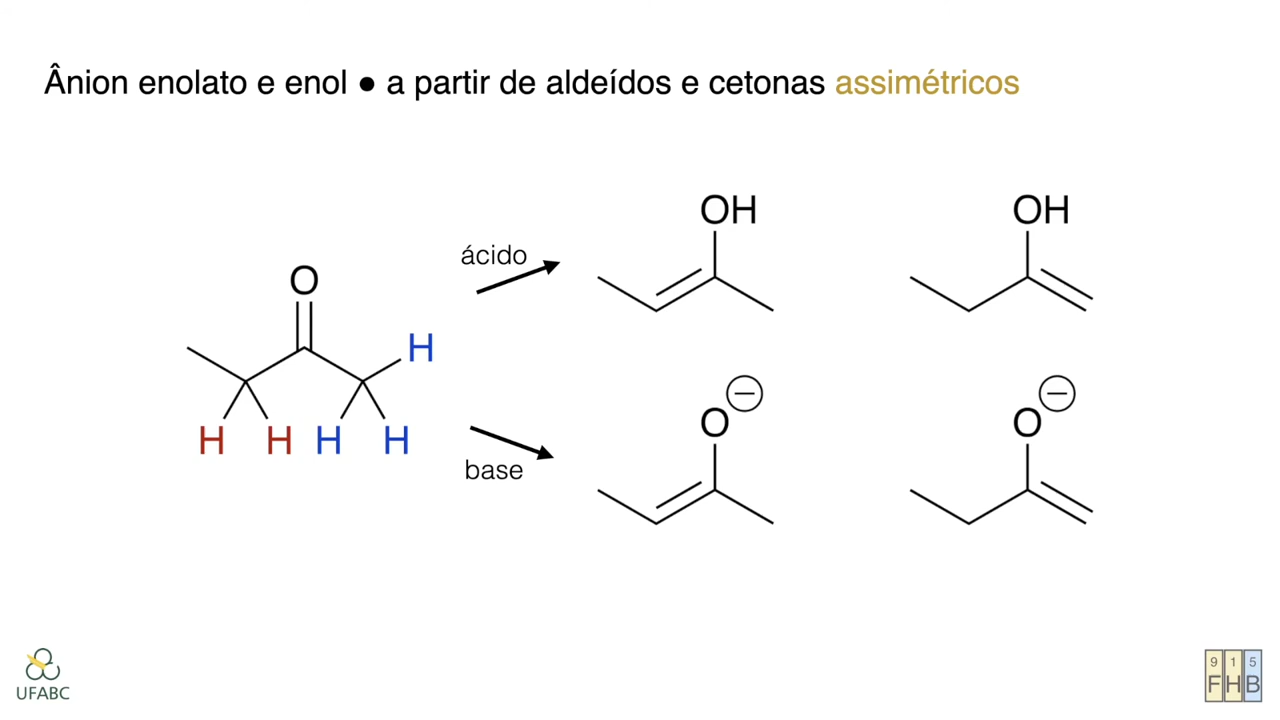 Ânion enolato e enol ● a partir de aldeídos e cetonas assimétricos
OH
OH
ácido
O
H
H H H H
O −
O −
base
UFABC
9 1 5
F H B